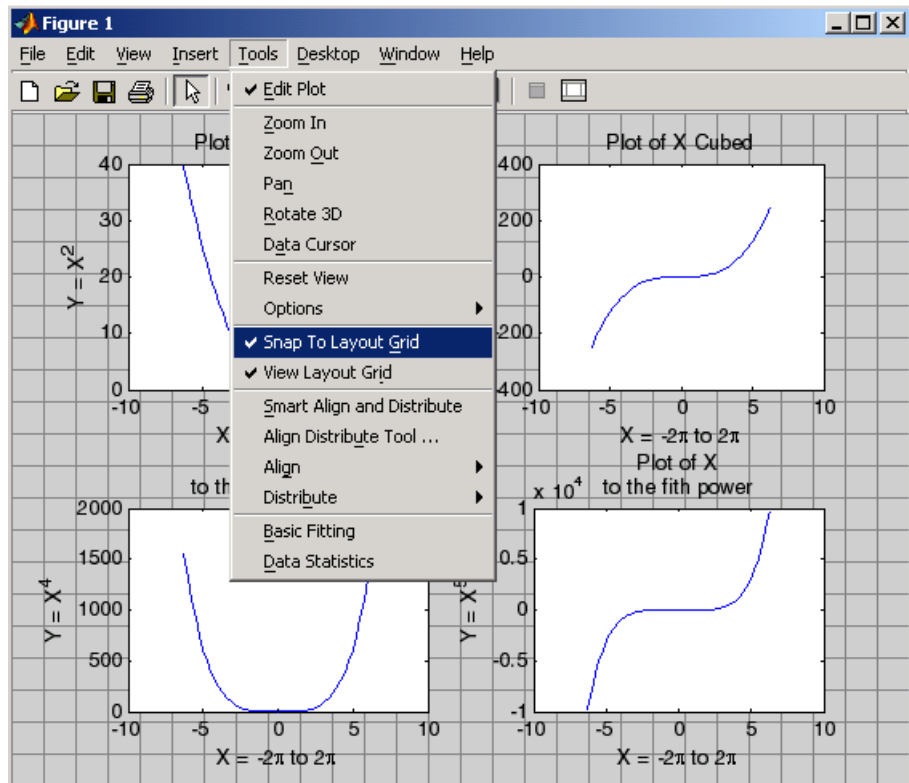 Figure 1
File Edit View Insert Tools Desktop Window Help
Edit Plot
Zoom In
Zoom Out
Pan
Rotate 3D
Data Cursor
Reset View
Options
Snap To Layout Grid
View Layout Grid
Smart Align and Distribute
Align Distribute Tool ...
Align
Distribute
Basic Fitting
Data Statistics
Plot
40
30
20
10
0
Y = X²
-10 -5
X
Plot of X Cubed
400
200
0
200
400
-10 -5 0 5 10
X = -2π to 2π
to th
2000
1500
1000
500
0
Y = X⁴
-10 -5 0 5 10
X = -2π to 2π
Plot of X
to the fith power
x 10⁴
1
0.5
0
-0.5
-1
Y = X⁵
-10 -5 0 5 10
X = -2π to 2π